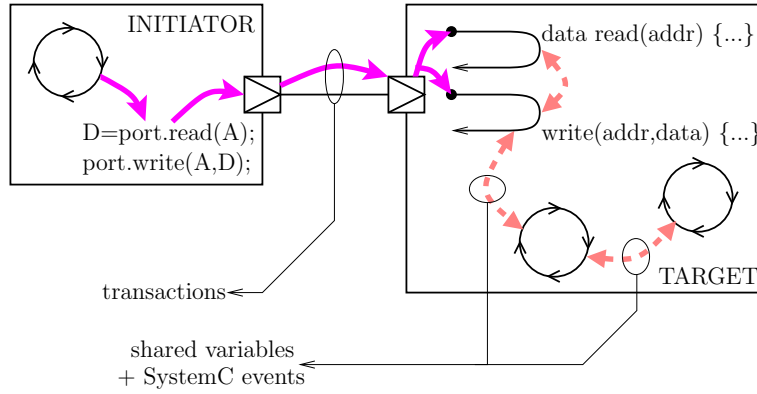 INITIATOR
D=port.read(A);
port.write(A,D);
data read(addr) {...}
write(addr,data) {...}
TARGET
transactions
shared variables
+ SystemC events